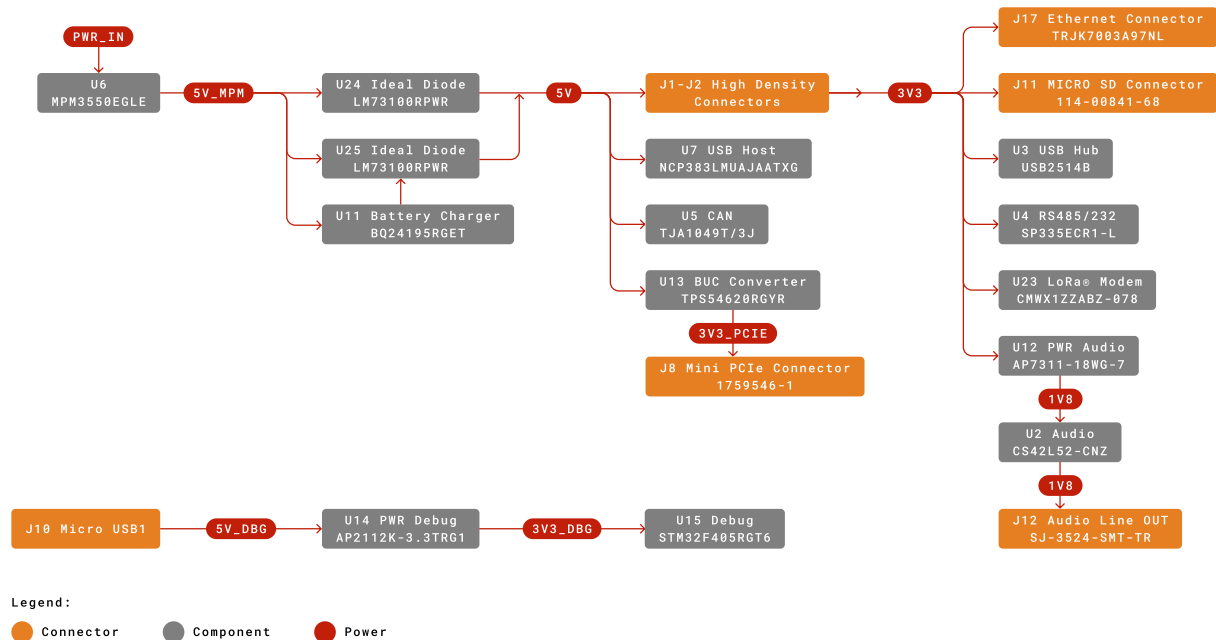 PWR_IN
U6
MPM3550EGLE
5V_MPM
U24 Ideal Diode
LM73100RPWR
U25 Ideal Diode
LM73100RPWR
U11 Battery Charger
BQ24195RGET
5V
J1-J2 High Density
Connectors
U7 USB Host
NCP383LMUAJAATXG
U5 CAN
TJA1049T/3J
U13 BUC Converter
TPS54620RGYR
3V3_PCIE
J8 Mini PCIe Connector
1759546-1
3V3
J17 Ethernet Connector
TRJK7003A97NL
J11 MICRO SD Connector
114-00841-68
U3 USB Hub
USB2514B
U4 RS485/232
SP335ECR1-L
U23 LoRa® Modem
CMWX1ZZABZ-078
U12 PWR Audio
AP7311-18WG-7
1V8
U2 Audio
CS42L52-CNZ
1V8
J12 Audio Line OUT
SJ-3524-SMT-TR
J10 Micro USB1
5V_DBG
U14 PWR Debug
AP2112K-3.3TRG1
3V3_DBG
U15 Debug
STM32F405RGT6
Legend:
Connector
Component
Power